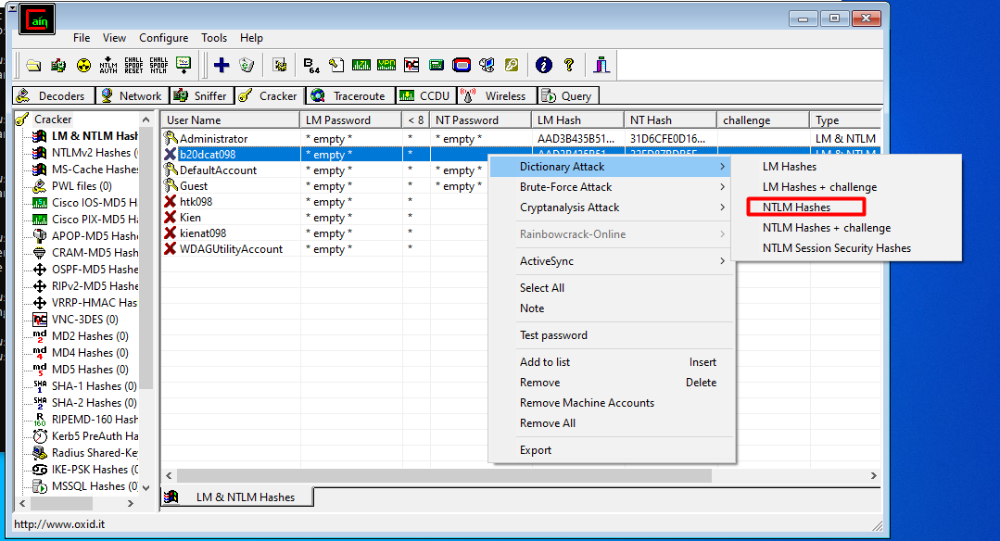 Cain
File View Configure Tools Help
NTLM AUTH CHALL SPOOF RESET CHALL SPOOF NTLM B 64
Decoders Network Sniffer Cracker Traceroute CCDU Wireless Query
Cracker
LM & NTLM Hash
NTLMv2 Hashes (
MS-Cache Hashe
PWL files (0)
Cisco IOS-MD5 H
Cisco PIX-MD5 H
APOP-MD5 Hashe
CRAM-MD5 Hashe
OSPF-MD5 Hashe
RIPv2-MD5 Hashe
VRRP-HMAC Has
VNC-3DES (0)
MD2 Hashes (0)
MD4 Hashes (0)
MD5 Hashes (0)
SHA-1 Hashes (0)
SHA-2 Hashes (0)
RIPEMD-160 Hash
Kerb5 PreAuth Ha
Radius Shared-Key
IKE-PSK Hashes (0
MSSQL Hashes (0)
User Name LM Password < 8 NT Password LM Hash NT Hash challenge Type
Administrator * empty * * * empty * AAD3B435B51... 31D6CFE0D16... LM & NTLM
b20dcat098 * empty * *
DefaultAccount * empty * * * empty *
Guest * empty * * * empty *
htk098 * empty * *
Kien * empty * *
kienat098 * empty * *
WDAGUtilityAccount * empty * *
Dictionary Attack
Brute-Force Attack
Cryptanalysis Attack
Rainbowcrack-Online
ActiveSync
Select All
Note
Test password
Add to list Insert
Remove Delete
Remove Machine Accounts
Remove All
Export
LM Hashes
LM Hashes + challenge
NTLM Hashes
NTLM Hashes + challenge
NTLM Session Security Hashes
LM & NTLM Hashes
http://www.oxid.it